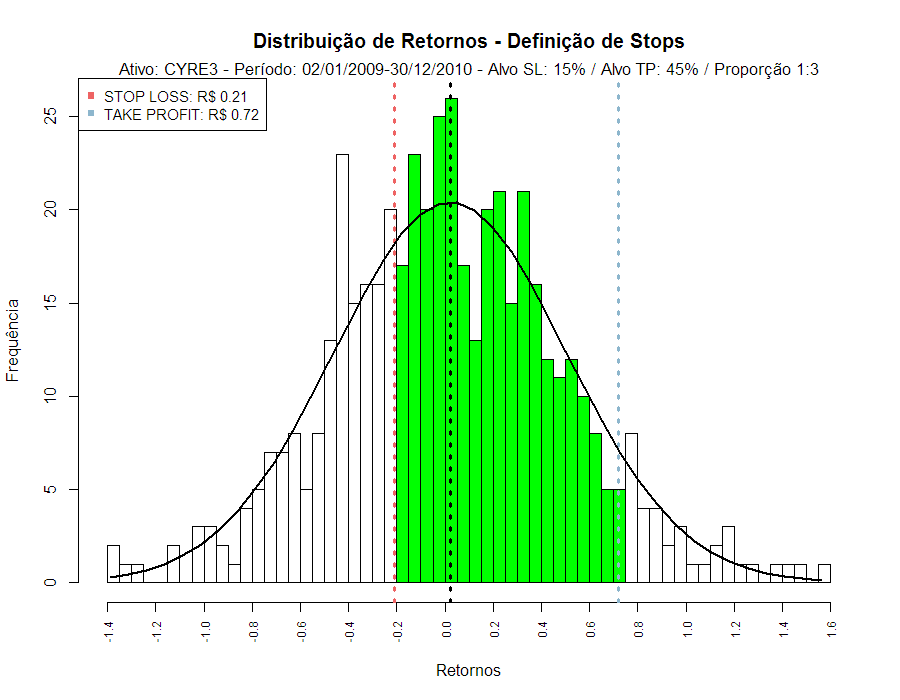 Distribuição de Retornos - Definição de Stops
Ativo: CYRE3 - Período: 02/01/2009-30/12/2010 - Alvo SL: 15% / Alvo TP: 45% / Proporção 1:3
STOP LOSS: R$ 0.21
TAKE PROFIT: R$ 0.72
Frequência
25
20
15
10
5
0
-1.4 -1.2 -1.0 -0.8 -0.6 -0.4 -0.2 0.0 0.2 0.4 0.6 0.8 1.0 1.2 1.4 1.6
Retornos